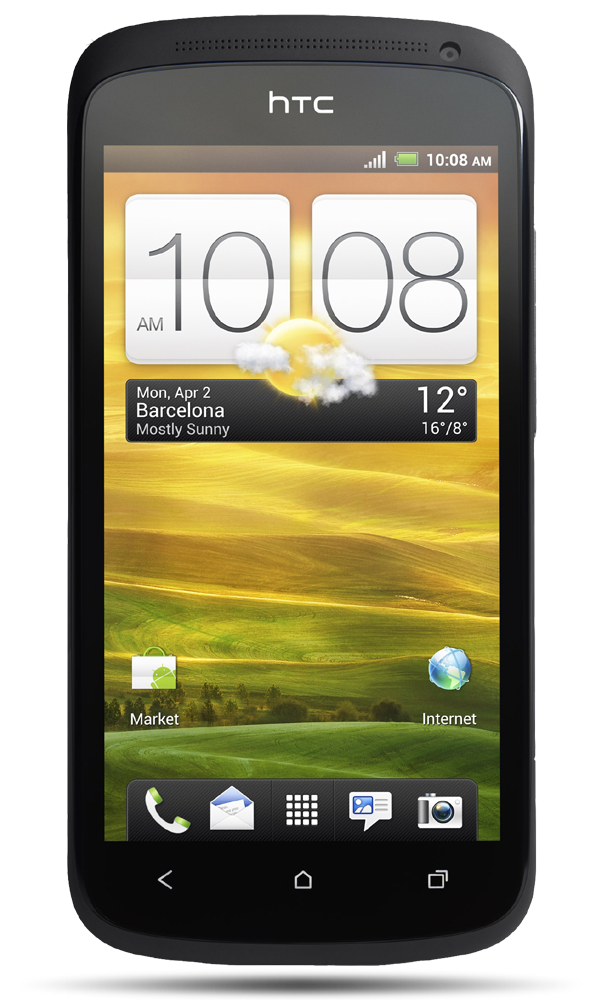 hTC
10:08 AM
AM 10 08
Mon, Apr 2
Barcelona
Mostly Sunny
12°
16°/8°
Market
Internet